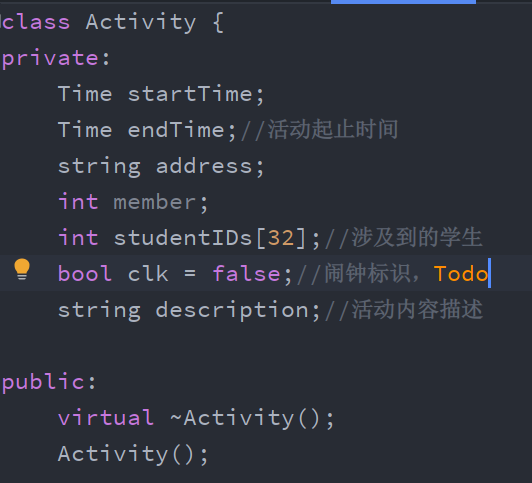 class Activity {
private:
    Time startTime;
    Time endTime;//活动起止时间
    string address;
    int member;
    int studentIDs[32];//涉及到的学生
    bool clk = false;//闹钟标识，Todo
    string description;//活动内容描述
public:
    virtual ~Activity();
    Activity();